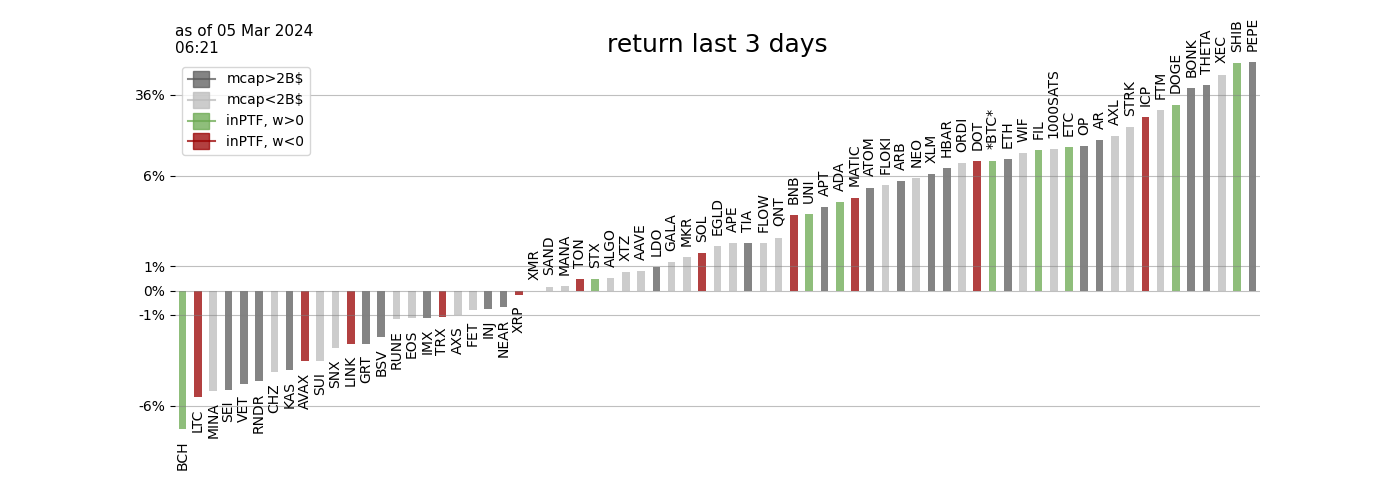 as of 05 Mar 2024
06:21
return last 3 days
mcap>2B$
mcap<2B$
inPTF, w>0
inPTF, w<0
36%
6%
1%
0%
-1%
-6%
BCH
LTC
MINA
SEI
VET
RNDR
CHZ
KAS
AVAX
SUI
SNX
LINK
GRT
BSV
RUNE
EOS
IMX
TRX
AXS
FET
INJ
NEAR
XRP
XMR
SAND
MANA
TON
STX
ALGO
XTZ
AAVE
LDO
GALA
MKR
SOL
EGLD
APE
TIA
FLOW
QNT
BNB
UNI
APT
ADA
MATIC
ATOM
FLOKI
ARB
NEO
XLM
HBAR
ORDI
DOT
*BTC*
ETH
WIF
FIL
1000SATS
ETC
OP
AR
AXL
STRK
ICP
FTM
DOGE
BONK
THETA
XEC
SHIB
PEPE